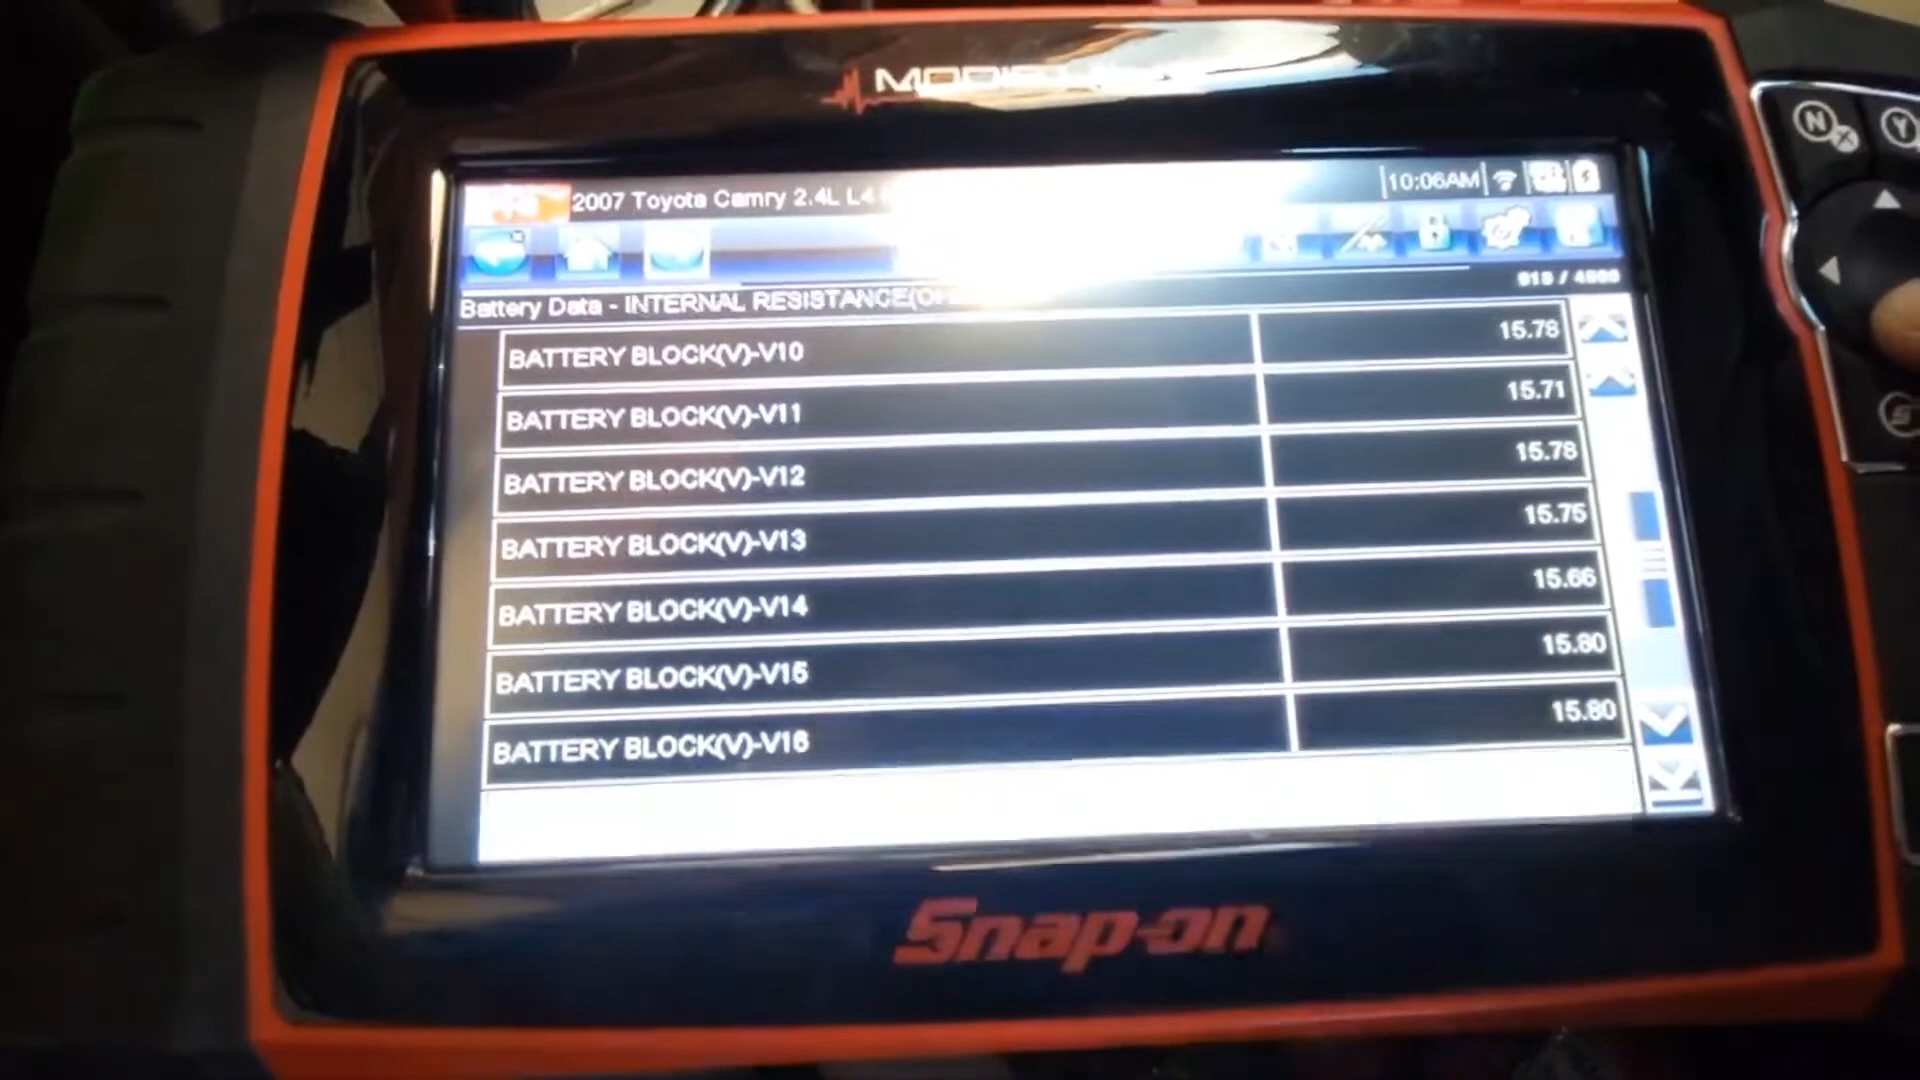 2007 Toyota Camry 2.4L L4
10:06AM
Battery Data - INTERNAL
BATTERY BLOCK(V)-V10 15.78
BATTERY BLOCK(V)-V11 15.71
BATTERY BLOCK(V)-V12 15.78
BATTERY BLOCK(V)-V13 15.75
BATTERY BLOCK(V)-V14 15.66
BATTERY BLOCK(V)-V15 15.80
BATTERY BLOCK(V)-V16 15.80
Snap-on
N
Y